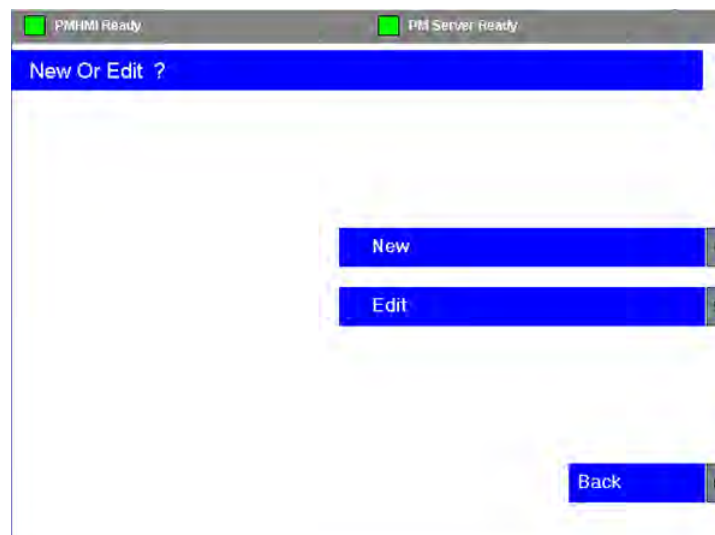 PMHMI Ready PM Server Ready
New Or Edit ?
New
Edit
Back